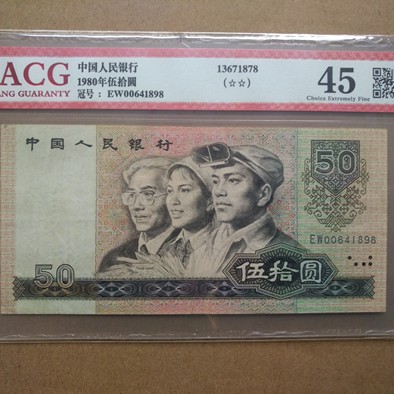 ACG
ANG GUARANTY
中国人民银行
1980年伍拾圆
冠号： EW00641898
13671878
(☆☆)
45
Choice Extremely Fine
中国人民银行
50
EW00641898
50
伍拾圆